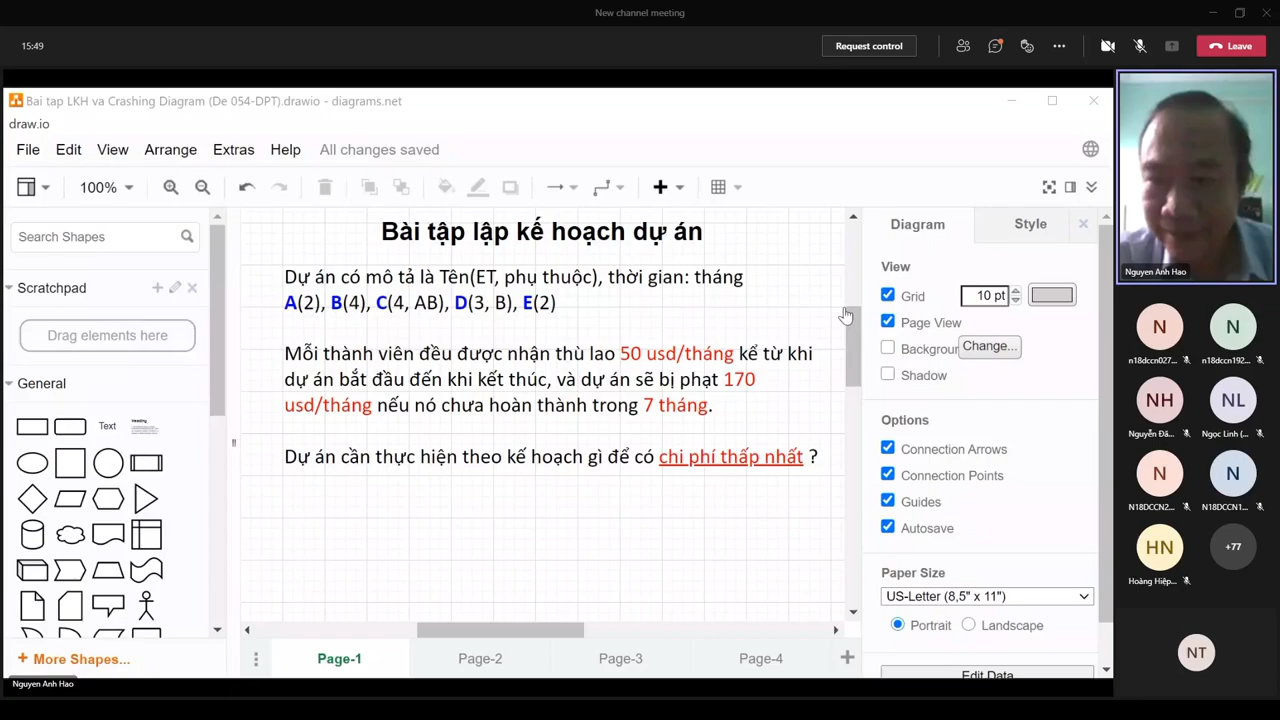 New channel meeting
15:49
Request control
Leave
Bai tap LKH va Crashing Diagram (De 054-DPT).drawio - diagrams.net
draw.io
File Edit View Arrange Extras Help All changes saved
100%
Search Shapes
Scratchpad
Drag elements here
General
Text
Heading
More Shapes...
Bài tập lập kế hoạch dự án
Dự án có mô tả là Tên(ET, phụ thuộc), thời gian: tháng
A(2), B(4), C(4, AB), D(3, B), E(2)
Mỗi thành viên đều được nhận thù lao 50 usd/tháng kể từ khi
dự án bắt đầu đến khi kết thúc, và dự án sẽ bị phạt 170
usd/tháng nếu nó chưa hoàn thành trong 7 tháng.
Dự án cần thực hiện theo kế hoạch gì để có chi phí thấp nhất ?
Page-1 Page-2 Page-3 Page-4
Diagram Style
View
Grid 10 pt
Page View
Backgrour Change...
Shadow
Options
Connection Arrows
Connection Points
Guides
Autosave
Paper Size
US-Letter (8,5" x 11")
Portrait Landscape
Edit Data
Nguyen Anh Hao
Nguyen Anh Hao
N N
n18dccn027... n18dccn192...
NH NL
Nguyễn Đă... Ngọc Linh (...
N N
N18DCCN2... N18DCCN1...
HN +77
Hoàng Hiệp...
NT